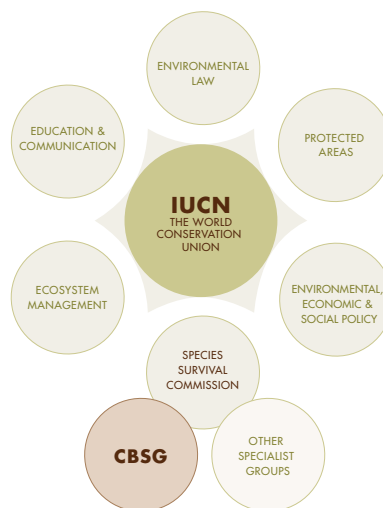 ENVIRONMENTAL
LAW
EDUCATION &
COMMUNICATION
PROTECTED
AREAS
IUCN
THE WORLD
CONSERVATION
UNION
ECOSYSTEM
MANAGEMENT
ENVIRONMENTAL,
ECONOMIC &
SOCIAL POLICY
SPECIES
SURVIVAL
COMMISSION
CBSG
OTHER
SPECIALIST
GROUPS